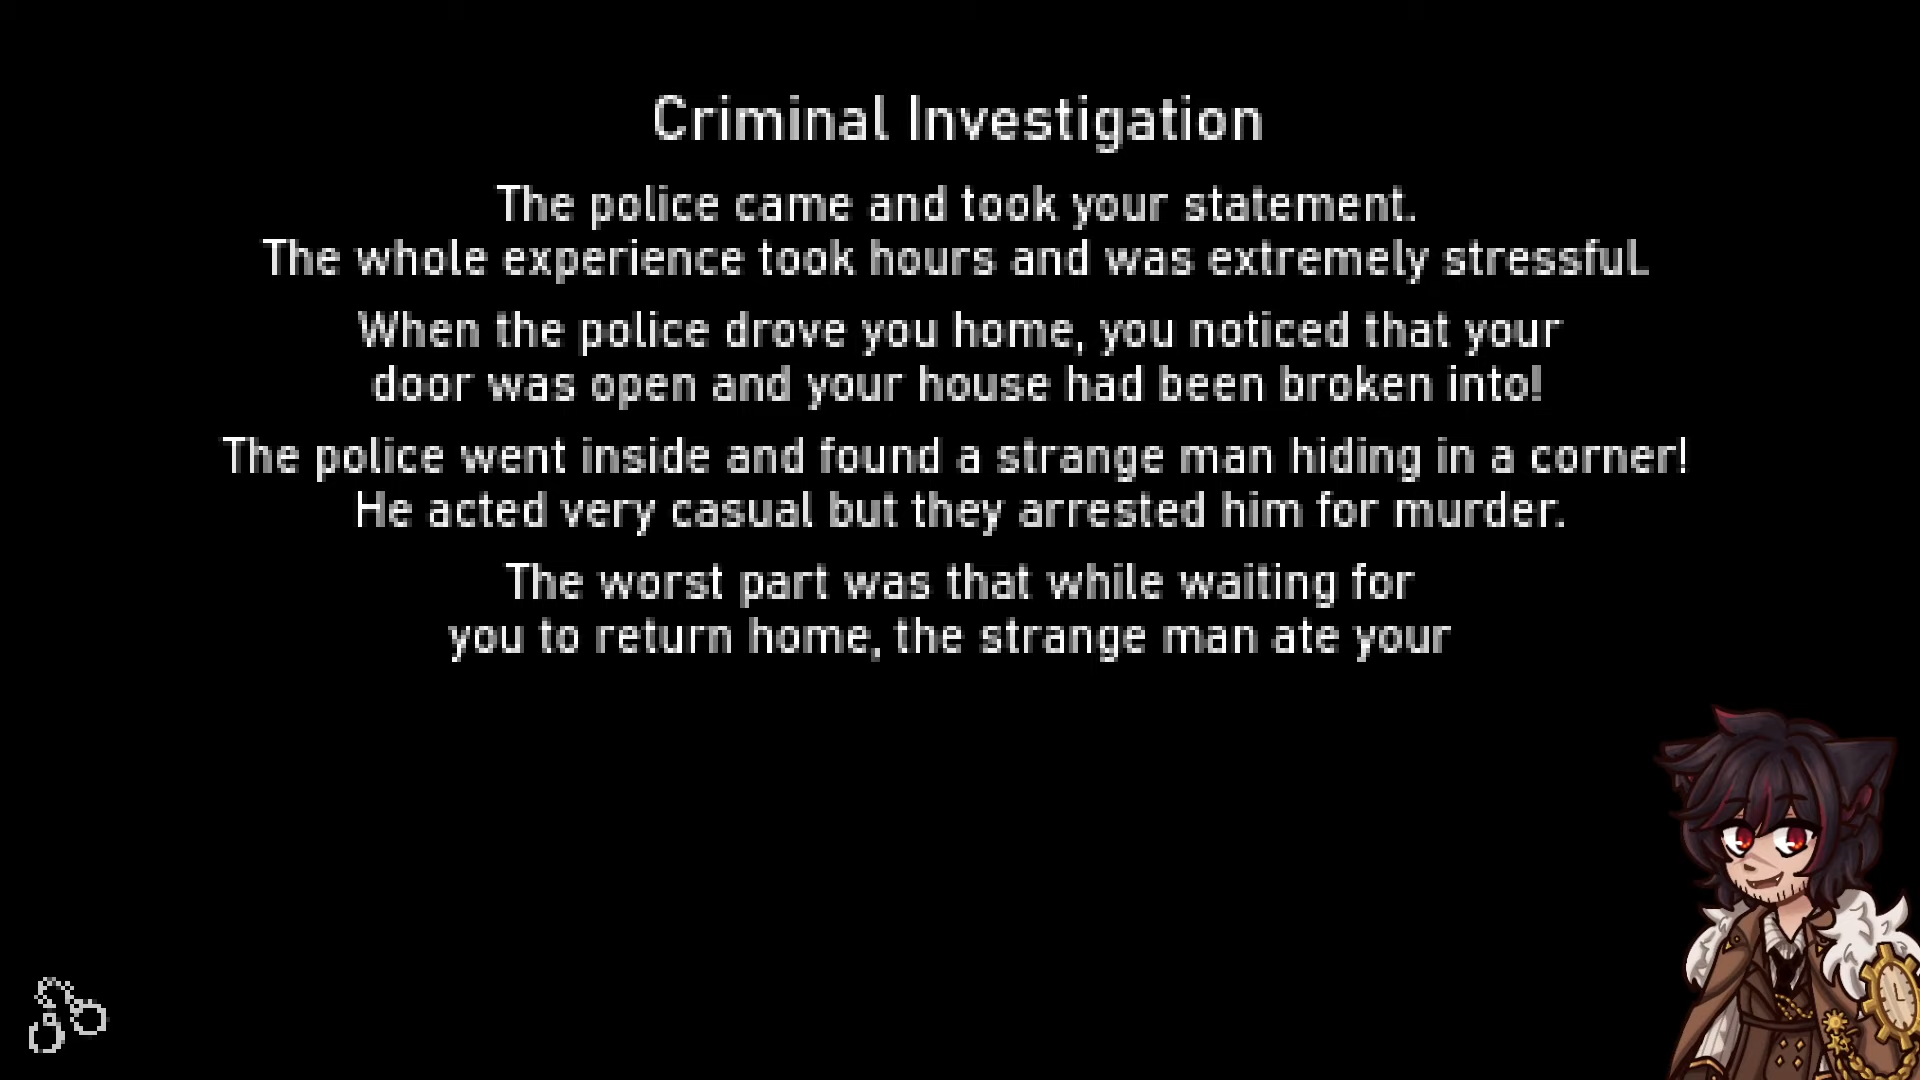 Criminal Investigation
The police came and took your statement.
The whole experience took hours and was extremely stressful.
When the police drove you home, you noticed that your
door was open and your house had been broken into!
The police went inside and found a strange man hiding in a corner!
He acted very casual but they arrested him for murder.
The worst part was that while waiting for
you to return home, the strange man ate your